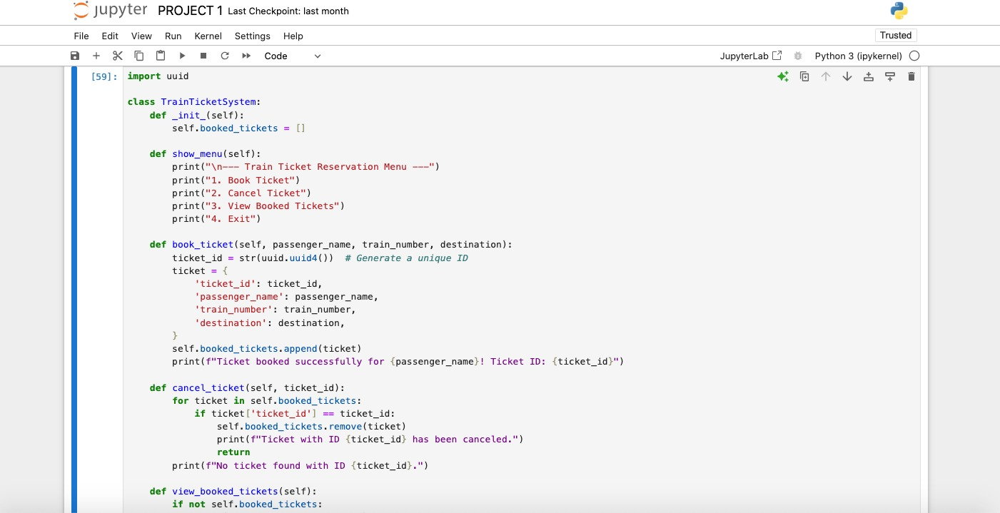 jupyter PROJECT 1 Last Checkpoint: last month
File Edit View Run Kernel Settings Help Trusted
Code JupyterLab Python 3 (ipykernel)
[59]: import uuid
class TrainTicketSystem:
    def _init_(self):
        self.booked_tickets = []
    def show_menu(self):
        print("\n--- Train Ticket Reservation Menu ---")
        print("1. Book Ticket")
        print("2. Cancel Ticket")
        print("3. View Booked Tickets")
        print("4. Exit")
    def book_ticket(self, passenger_name, train_number, destination):
        ticket_id = str(uuid.uuid4())  # Generate a unique ID
        ticket = {
            'ticket_id': ticket_id,
            'passenger_name': passenger_name,
            'train_number': train_number,
            'destination': destination,
        }
        self.booked_tickets.append(ticket)
        print(f"Ticket booked successfully for {passenger_name}! Ticket ID: {ticket_id}")
    def cancel_ticket(self, ticket_id):
        for ticket in self.booked_tickets:
            if ticket['ticket_id'] == ticket_id:
                self.booked_tickets.remove(ticket)
                print(f"Ticket with ID {ticket_id} has been canceled.")
                return
        print(f"No ticket found with ID {ticket_id}.")
    def view_booked_tickets(self):
        if not self.booked_tickets: